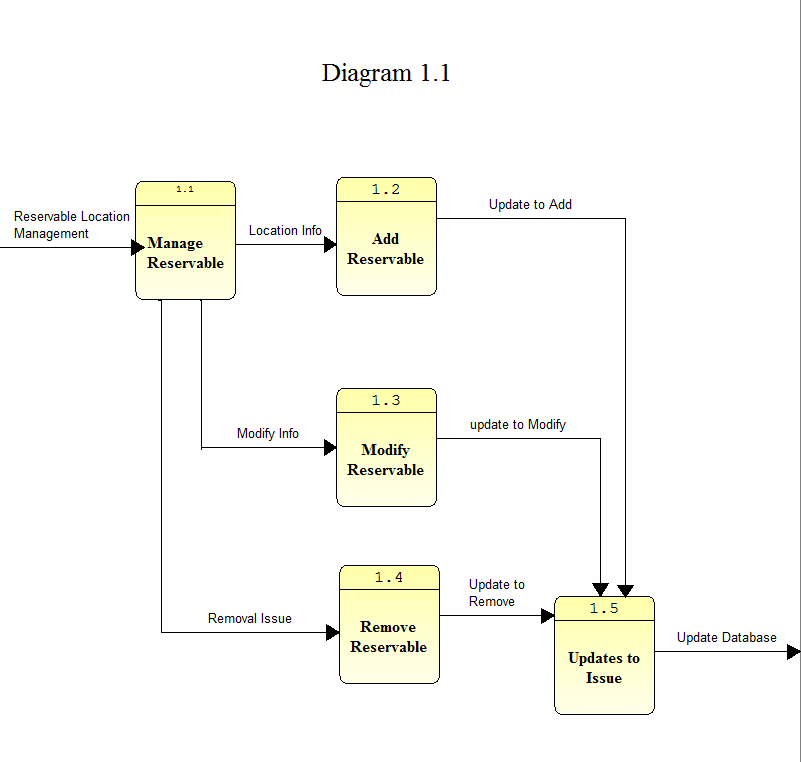 Diagram 1.1
1.1
Manage
Reservable
Reservable Location
Management
Location Info
1.2
Add
Reservable
Update to Add
Modify Info
1.3
Modify
Reservable
update to Modify
Removal Issue
1.4
Remove
Reservable
Update to
Remove
1.5
Updates to
Issue
Update Database